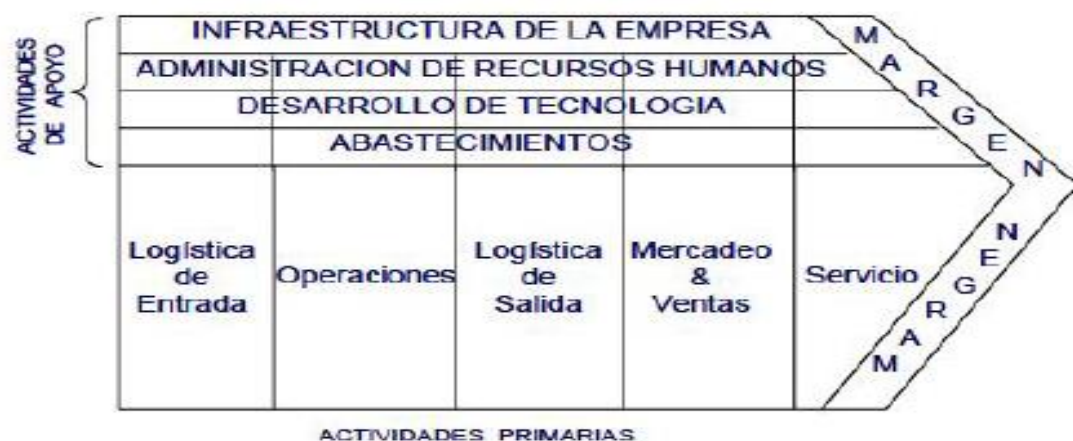 ACTIVIDADES
DE APOYO
INFRAESTRUCTURA DE LA EMPRESA
ADMINISTRACION DE RECURSOS HUMANOS
DESARROLLO DE TECNOLOGIA
ABASTECIMIENTOS
MARGEN
Logística
de
Entrada
Operaciones
Logística
de
Salida
Mercadeo
&
Ventas
Servicio
MARGEN
ACTIVIDADES PRIMARIAS